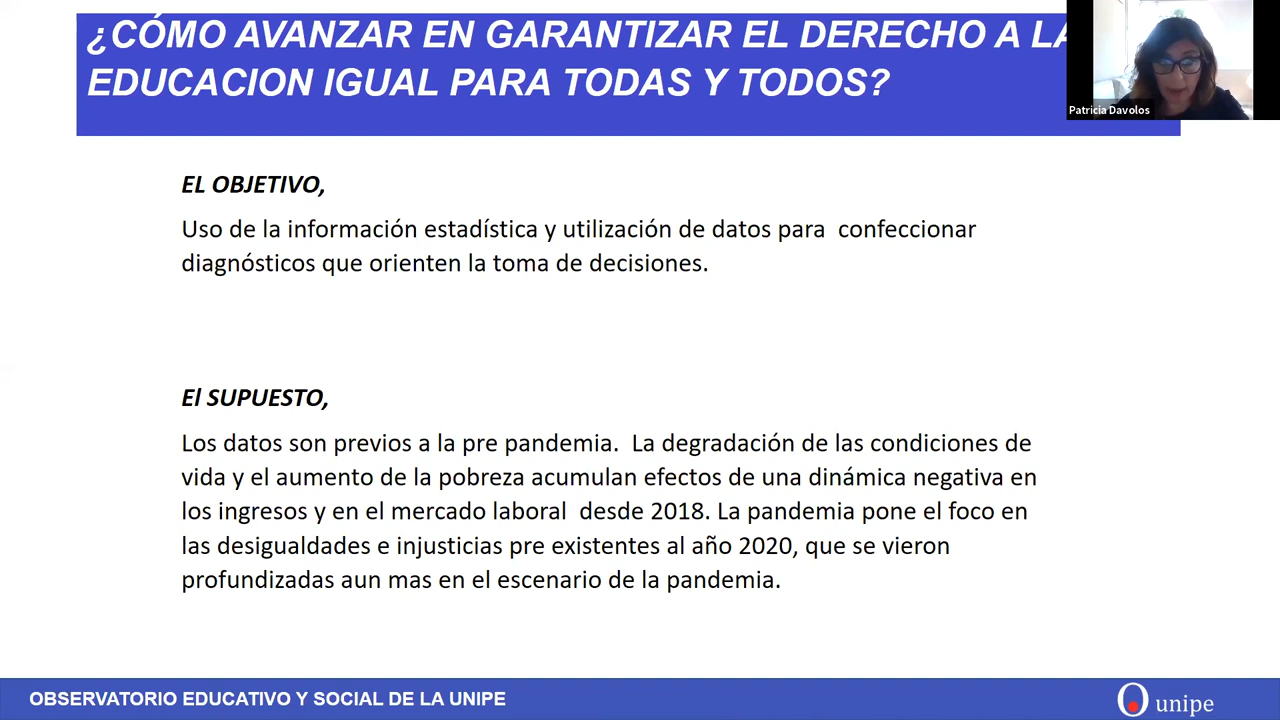 ¿CÓMO AVANZAR EN GARANTIZAR EL DERECHO A LA
EDUCACION IGUAL PARA TODAS Y TODOS?
Patricia Davolos
EL OBJETIVO,
Uso de la información estadística y utilización de datos para  confeccionar
diagnósticos que orienten la toma de decisiones.
El SUPUESTO,
Los datos son previos a la pre pandemia.  La degradación de las condiciones de
vida y el aumento de la pobreza acumulan efectos de una dinámica negativa en
los ingresos y en el mercado laboral  desde 2018. La pandemia pone el foco en
las desigualdades e injusticias pre existentes al año 2020, que se vieron
profundizadas aun mas en el escenario de la pandemia.
OBSERVATORIO EDUCATIVO Y SOCIAL DE LA UNIPE
unipe